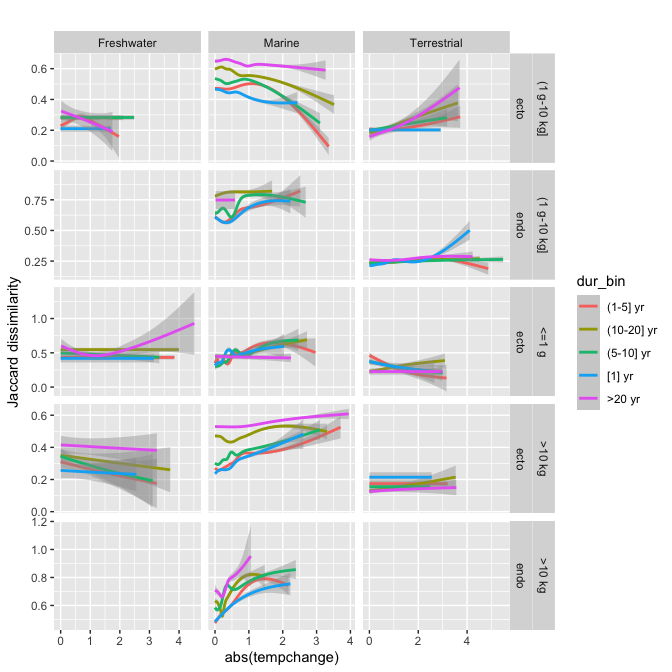 Freshwater
Marine
Terrestrial
0.6
0.4
0.2
0.0
(1 g-10 kg]
ecto
0.75
0.50
0.25
(1 g-10 kg]
endo
1.0
0.5
0.0
<=1 g
ecto
0.6
0.4
0.2
0.0
>10 kg
ecto
1.2
1.0
0.8
0.6
>10 kg
endo
0 1 2 3 4
0 1 2 3 4
0 2 4
abs(tempchange)
Jaccard dissimilarity
dur_bin
(1-5] yr
(10-20] yr
(5-10] yr
[1] yr
>20 yr